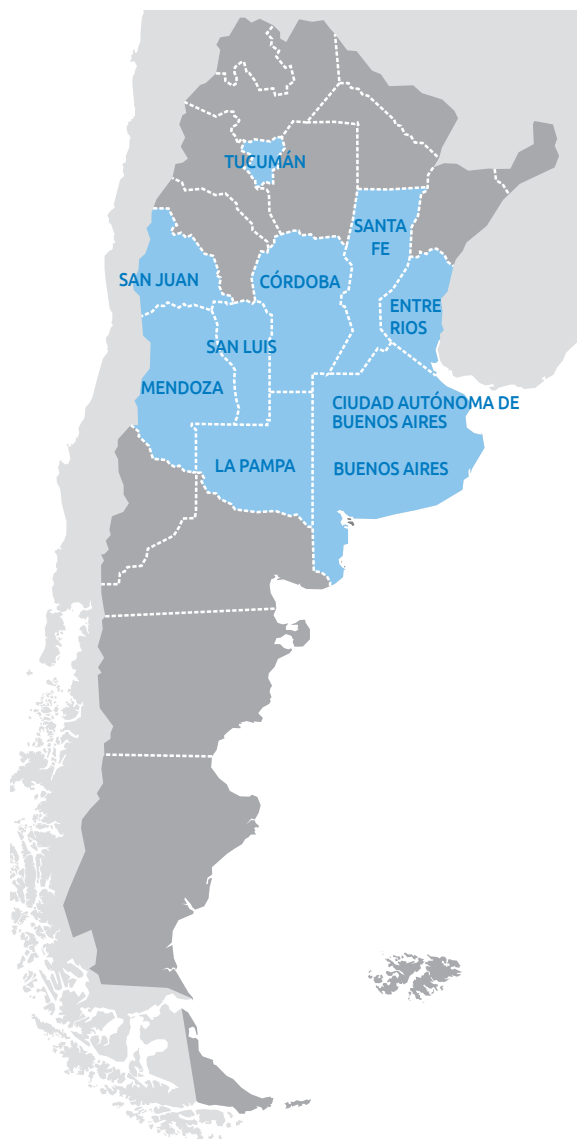 TUCUMÁN
SANTA
FE
SAN JUAN
CÓRDOBA
ENTRE
RIOS
SAN LUIS
MENDOZA
CIUDAD AUTÓNOMA DE
BUENOS AIRES
LA PAMPA
BUENOS AIRES